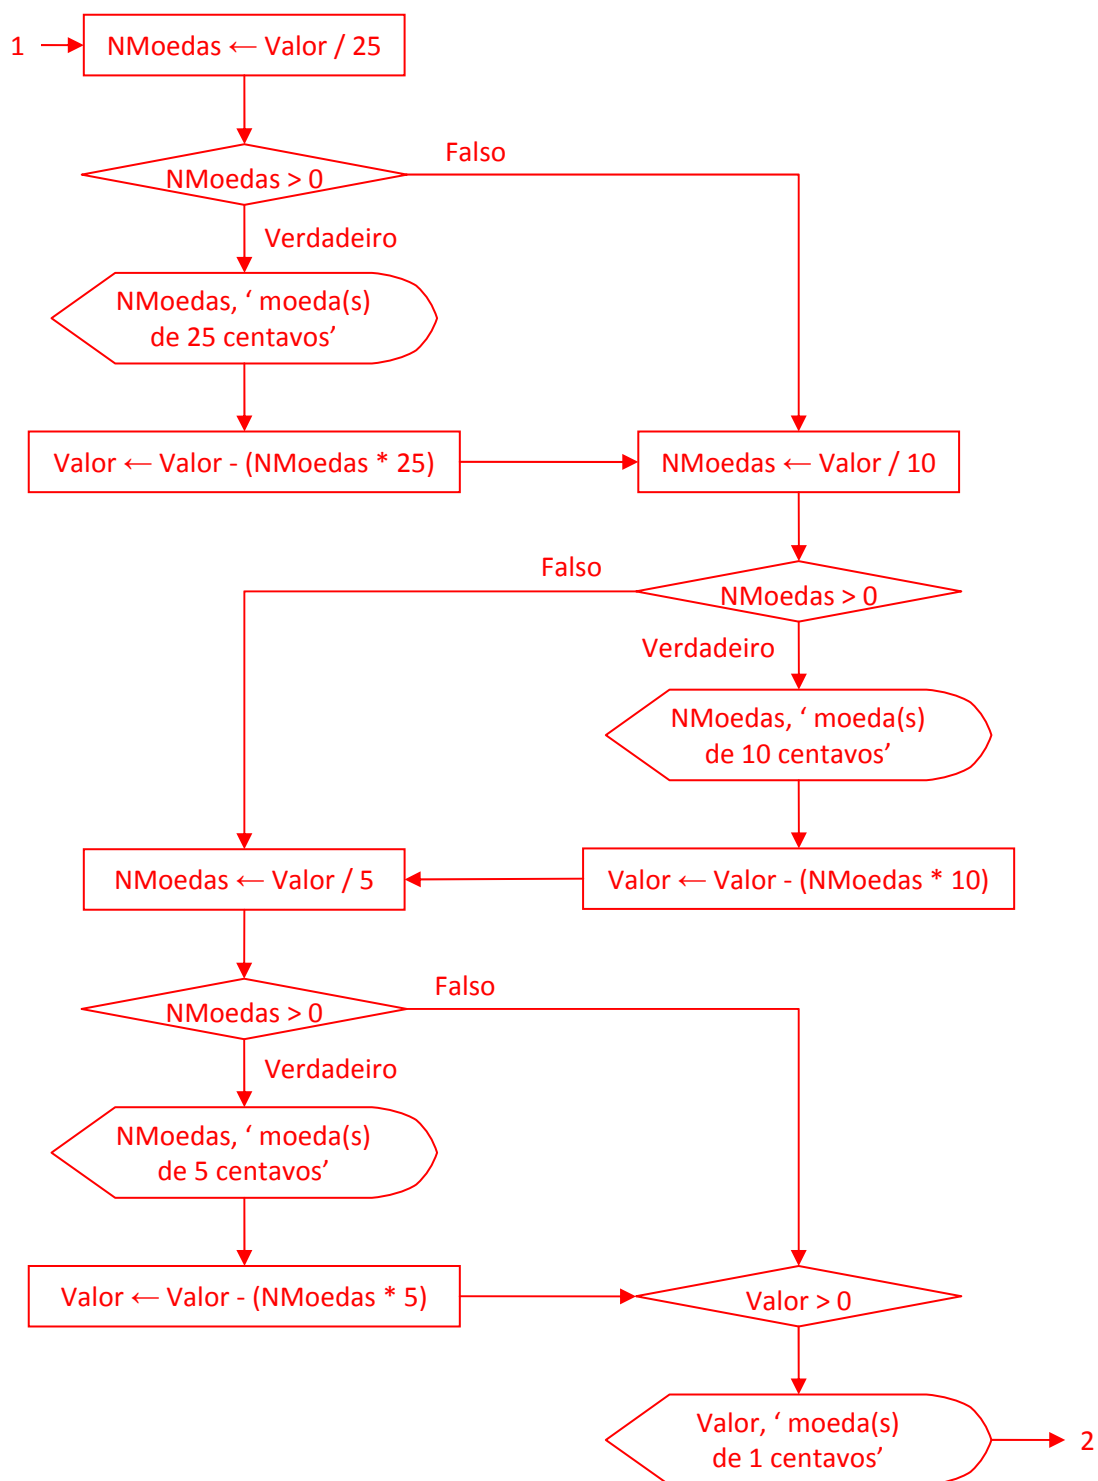 1
NMoedas ← Valor / 25
Falso
NMoedas > 0
Verdadeiro
NMoedas, ‘ moeda(s)
de 25 centavos’
Valor ← Valor - (NMoedas * 25)
NMoedas ← Valor / 10
Falso
NMoedas > 0
Verdadeiro
NMoedas, ‘ moeda(s)
de 10 centavos’
NMoedas ← Valor / 5
Valor ← Valor - (NMoedas * 10)
Falso
NMoedas > 0
Verdadeiro
NMoedas, ‘ moeda(s)
de 5 centavos’
Valor ← Valor - (NMoedas * 5)
Valor > 0
Valor, ‘ moeda(s)
de 1 centavos’
2